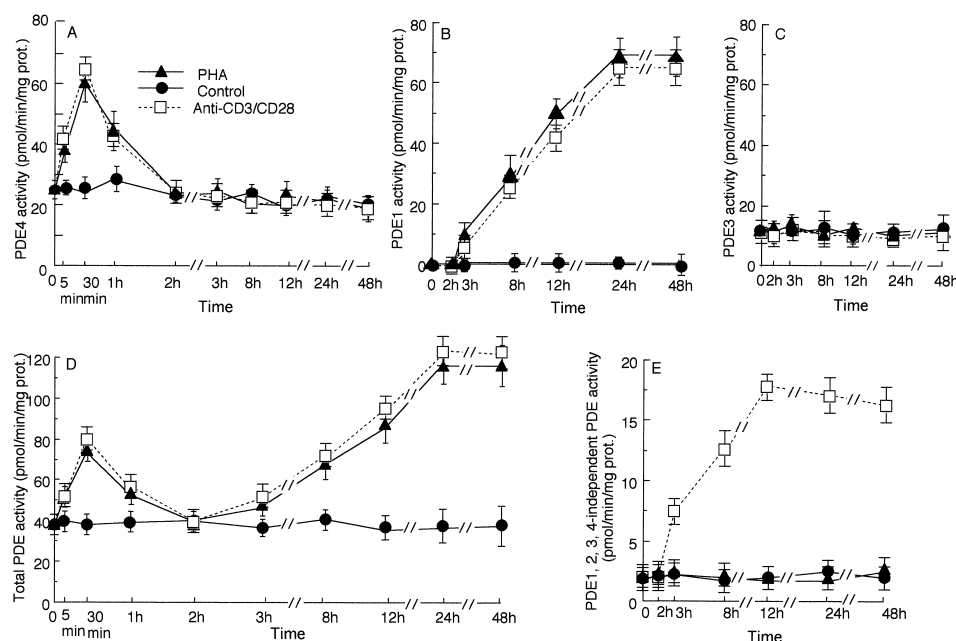 A
PDE4 activity (pmol/min/mg prot.)
80
60
40
20
0
PHA
Control
Anti-CD3/CD28
0 5 30 1h 2h 3h 8h 12h 24h 48h
min min
Time
B
PDE1 activity (pmol/min/mg prot.)
80
60
40
20
0
0 2h 3h 8h 12h 24h 48h
Time
C
PDE3 activity (pmol/min/mg prot.)
80
60
40
20
0
0 2h 3h 8h 12h 24h 48h
Time
D
Total PDE activity (pmol/min/mg prot.)
120
100
80
60
40
20
0
0 5 30 1h 2h 3h 8h 12h 24h 48h
min min
Time
E
PDE1, 2, 3, 4-independent PDE activity
(pmol/min/mg prot.)
20
15
10
5
0
0 2h 3h 8h 12h 24h 48h
Time